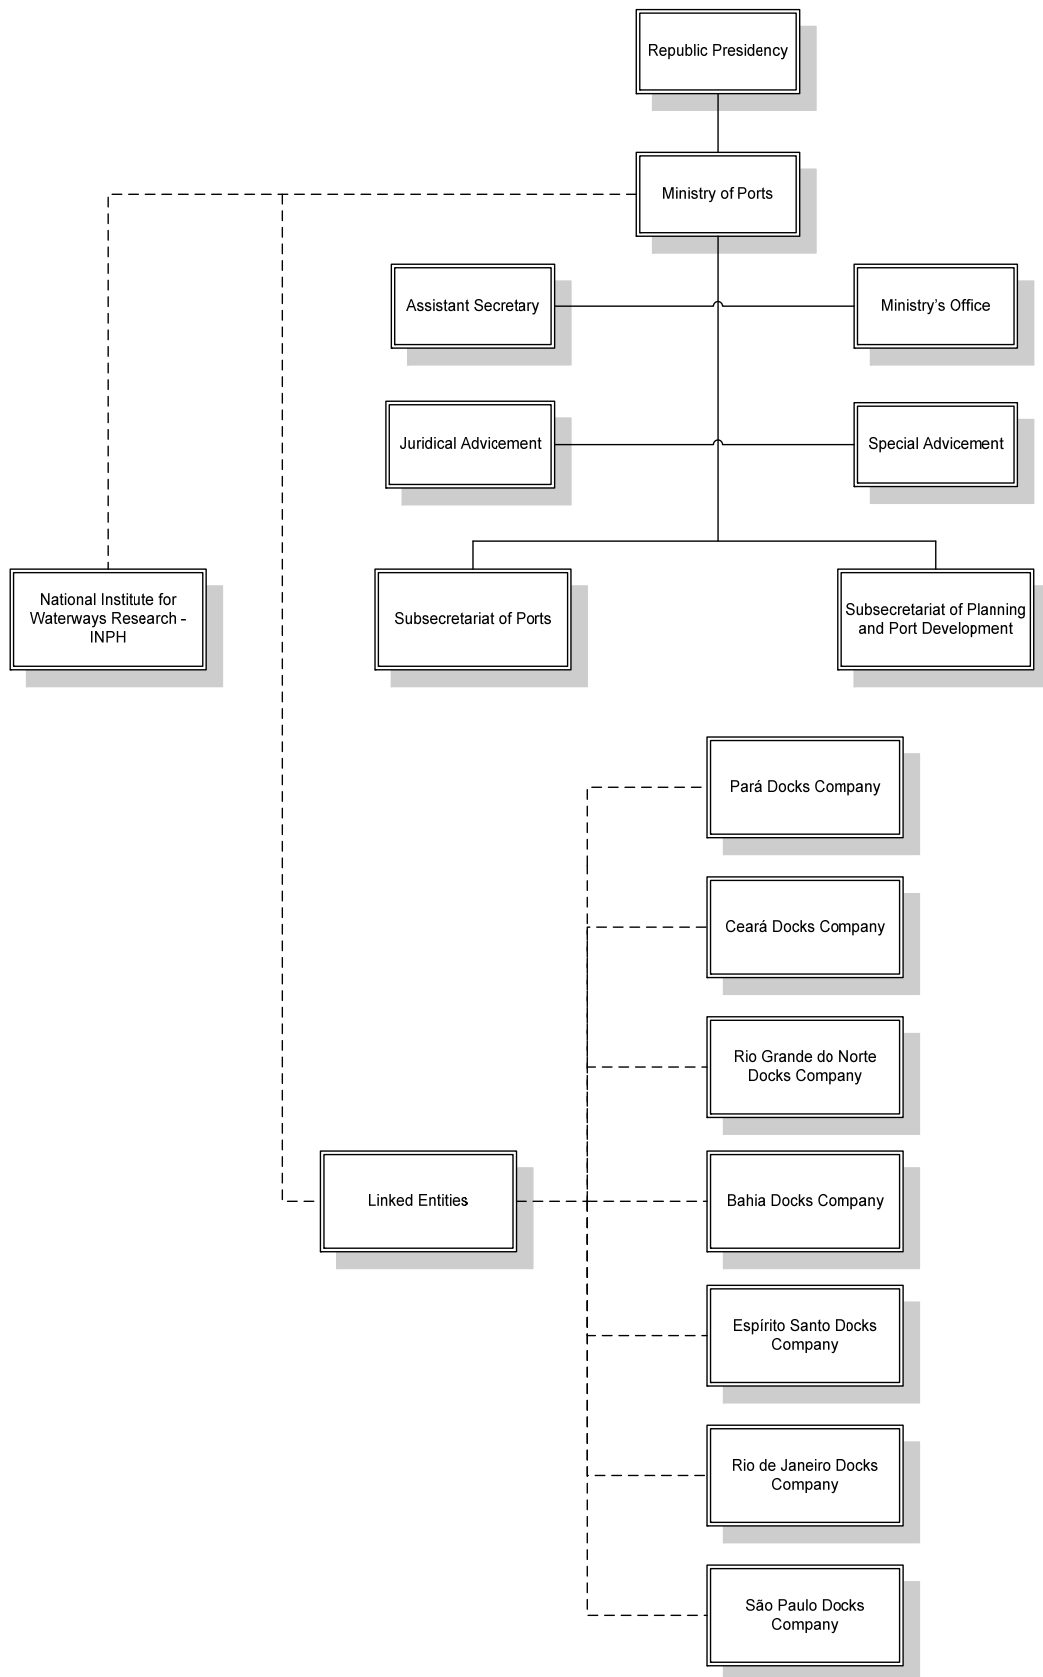 Republic Presidency
Ministry of Ports
Assistant Secretary
Ministry's Office
Juridical Advicement
Special Advicement
National Institute for
Waterways Research -
INPH
Subsecretariat of Ports
Subsecretariat of Planning
and Port Development
Pará Docks Company
Ceará Docks Company
Rio Grande do Norte
Docks Company
Linked Entities
Bahia Docks Company
Espírito Santo Docks
Company
Rio de Janeiro Docks
Company
São Paulo Docks
Company